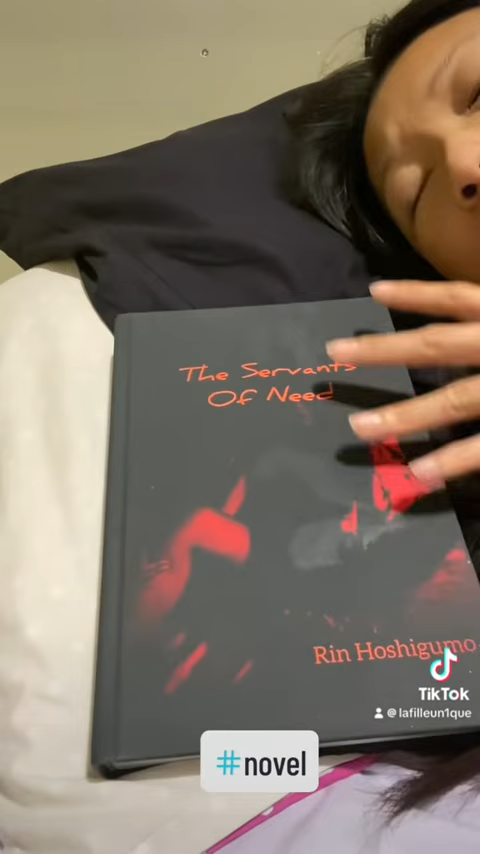 The Servants
Of Need
Rin Hoshigumo
TikTok
@lafilleun1que
#novel